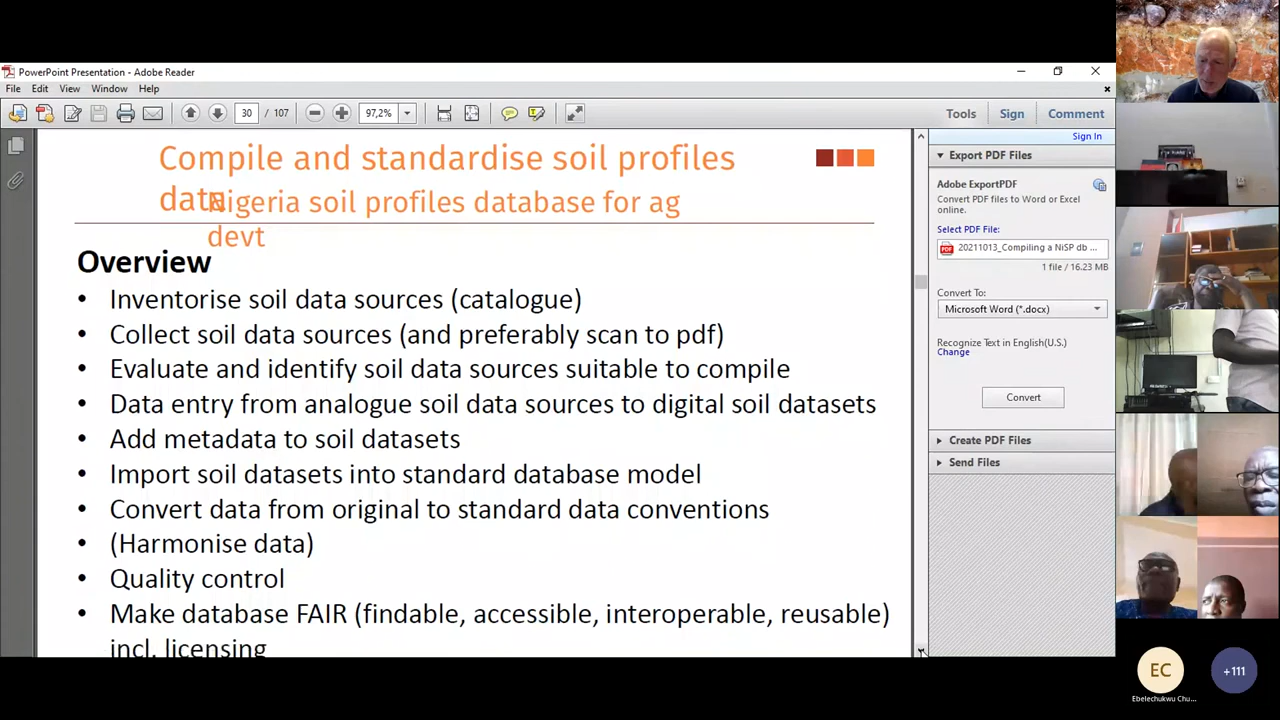 PowerPoint Presentation - Adobe Reader
File Edit View Window Help
30 / 107
97,2%
Tools Sign Comment
Sign In
Compile and standardise soil profiles
data
Nigeria soil profiles database for ag
devt
Overview
• Inventorise soil data sources (catalogue)
• Collect soil data sources (and preferably scan to pdf)
• Evaluate and identify soil data sources suitable to compile
• Data entry from analogue soil data sources to digital soil datasets
• Add metadata to soil datasets
• Import soil datasets into standard database model
• Convert data from original to standard data conventions
• (Harmonise data)
• Quality control
• Make database FAIR (findable, accessible, interoperable, reusable)
incl. licensing
Export PDF Files
Adobe ExportPDF
Convert PDF files to Word or Excel
online.
Select PDF File:
20211013_Compiling a NiSP db ...
1 file / 16.23 MB
Convert To:
Microsoft Word (*.docx)
Recognize Text in English(U.S.)
Change
Convert
Create PDF Files
Send Files
EC
Ebelechukwu Chu...
+111